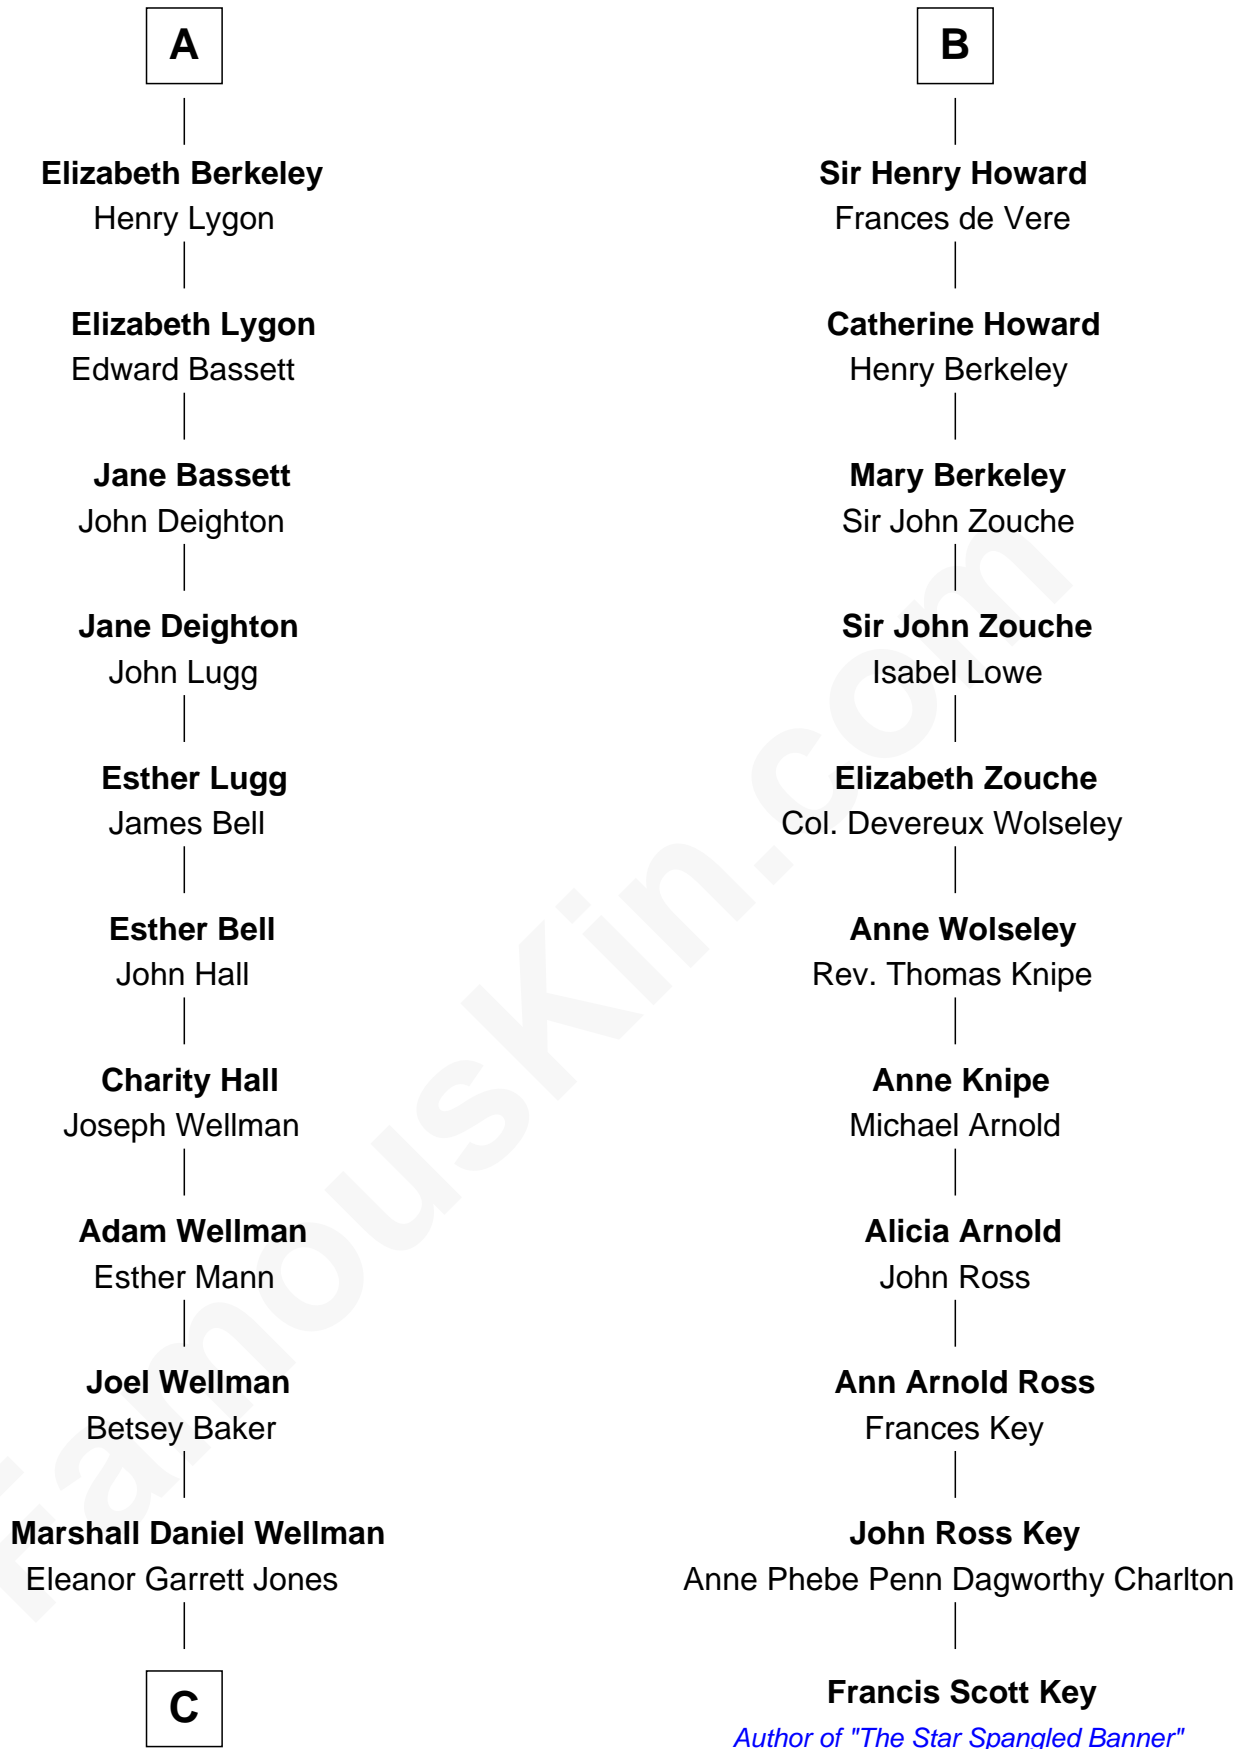 A
Elizabeth Berkeley
Henry Lygon
Elizabeth Lygon
Edward Bassett
Jane Bassett
John Deighton
Jane Deighton
John Lugg
Esther Lugg
James Bell
Esther Bell
John Hall
Charity Hall
Joseph Wellman
Adam Wellman
Esther Mann
Joel Wellman
Betsey Baker
Marshall Daniel Wellman
Eleanor Garrett Jones
C
B
Sir Henry Howard
Frances de Vere
Catherine Howard
Henry Berkeley
Mary Berkeley
Sir John Zouche
Sir John Zouche
Isabel Lowe
Elizabeth Zouche
Col. Devereux Wolseley
Anne Wolseley
Rev. Thomas Knipe
Anne Knipe
Michael Arnold
Alicia Arnold
John Ross
Ann Arnold Ross
Frances Key
John Ross Key
Anne Phebe Penn Dagworthy Charlton
Francis Scott Key
Author of "The Star Spangled Banner"
FamousKin.com